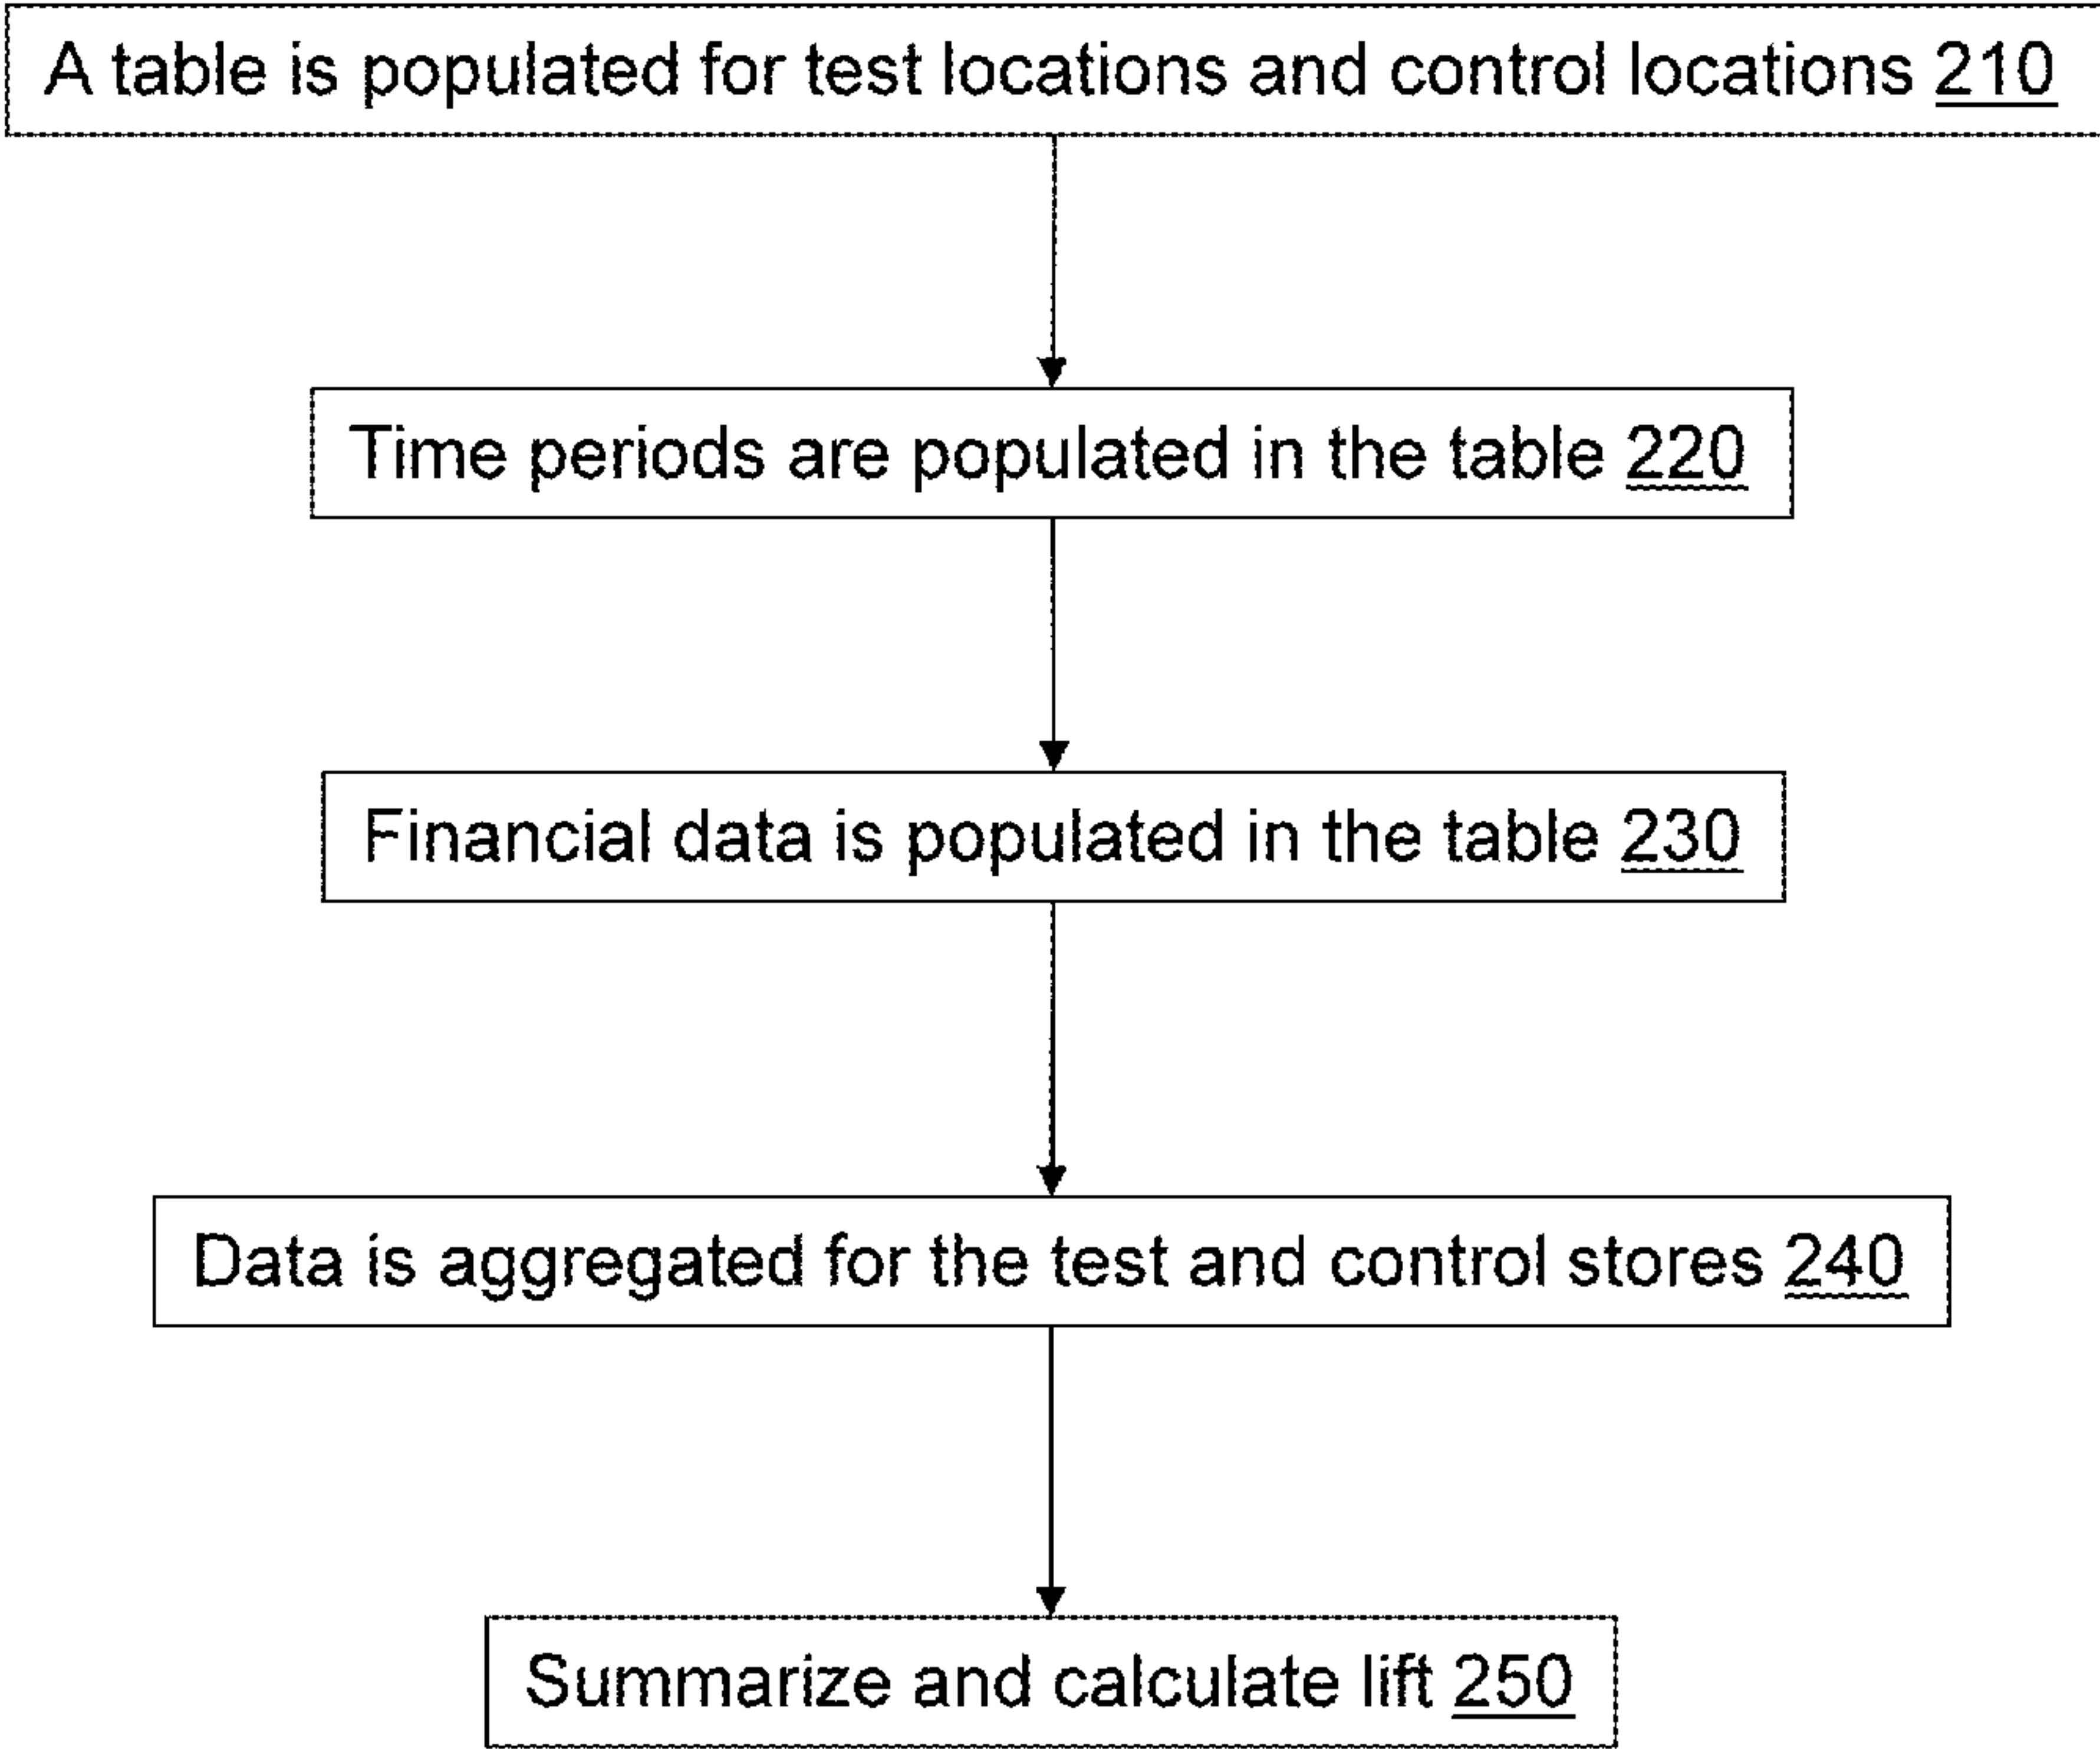 A table is populated for test locations and control locations 210
Time periods are populated in the table 220
Financial data is populated in the table 230
Data is aggregated for the test and control stores 240
Summarize and calculate lift 250